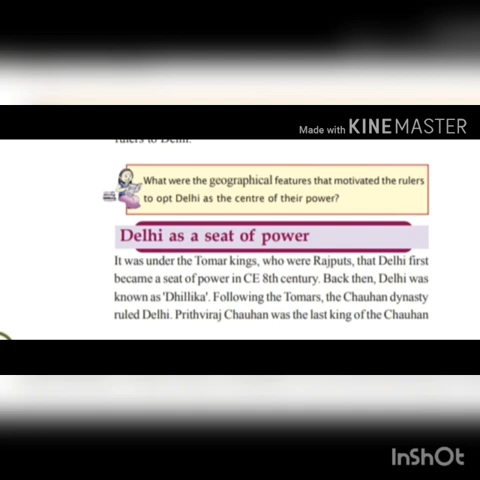 Made with KINEMASTER
rulers to Delhi.
What were the geographical features that motivated the rulers
to opt Delhi as the centre of their power?
Delhi as a seat of power
It was under the Tomar kings, who were Rajputs, that Delhi first
became a seat of power in CE 8th century. Back then, Delhi was
known as 'Dhillika'. Following the Tomars, the Chauhan dynasty
ruled Delhi. Prithviraj Chauhan was the last king of the Chauhan
InShOt